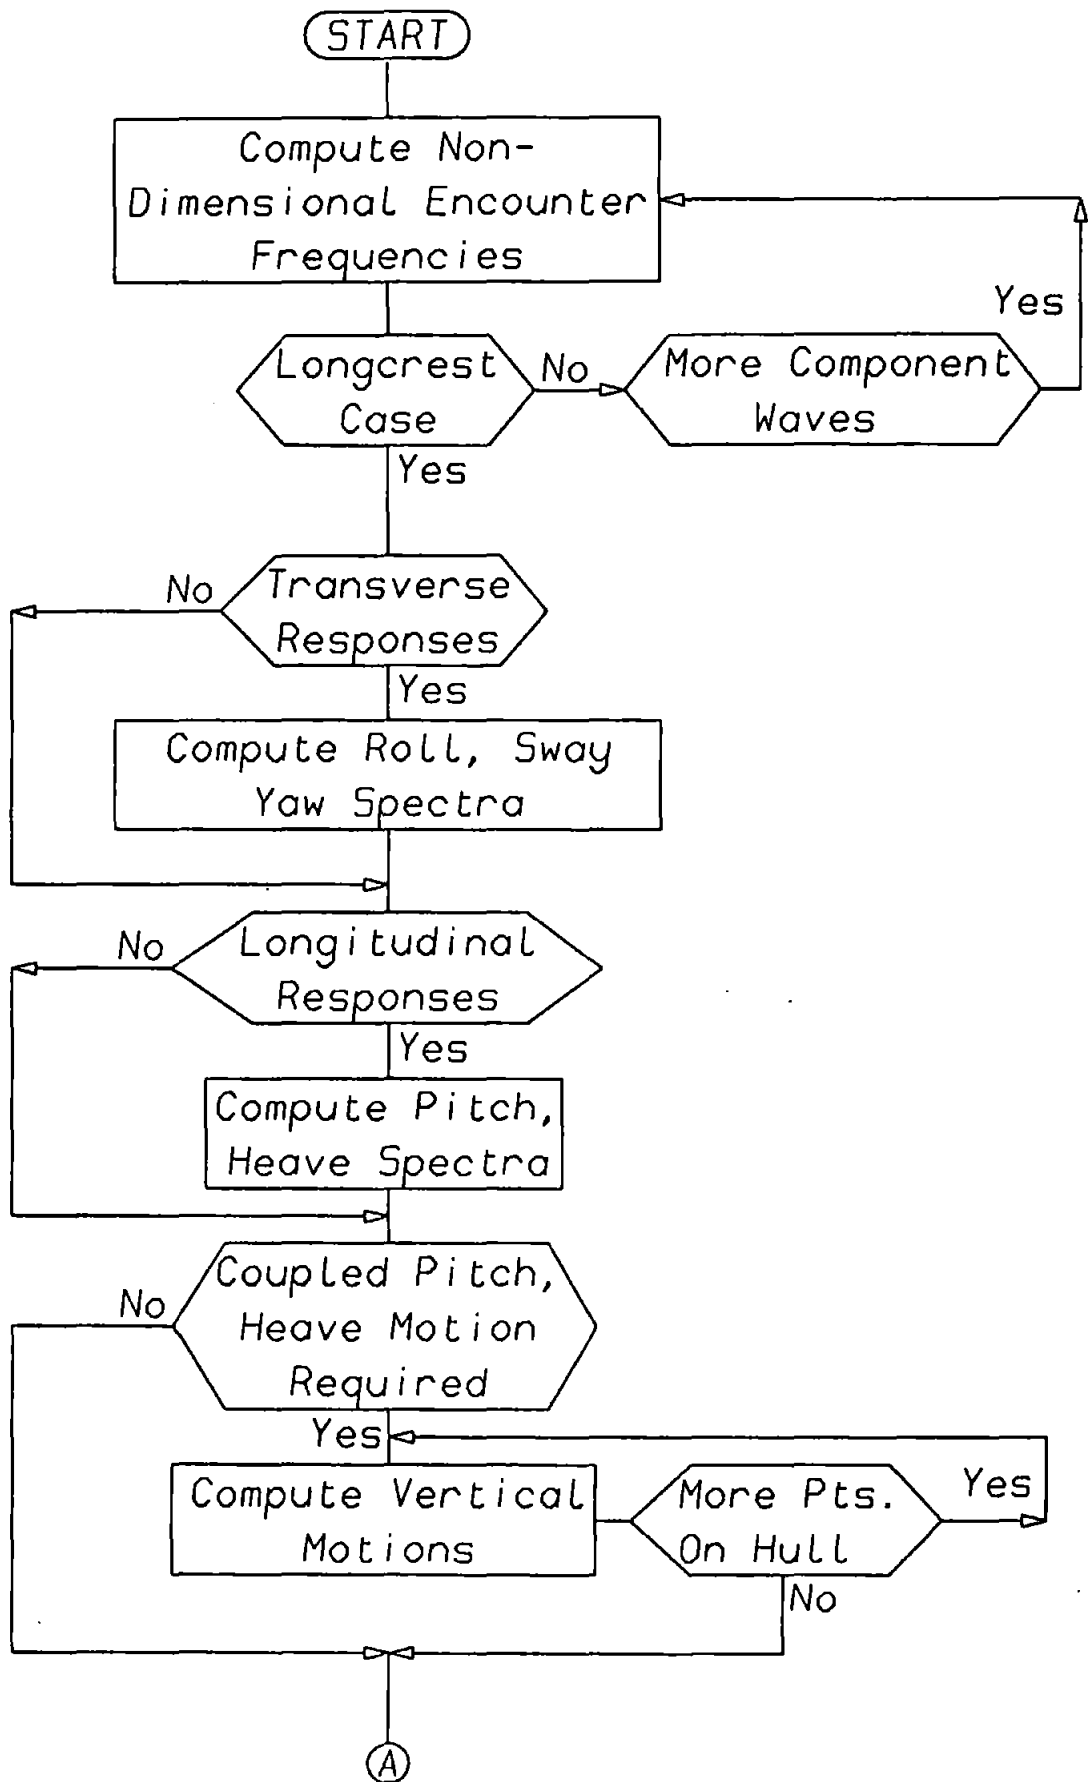 START
Compute Non-
Dimensional Encounter
Frequencies
Yes
Longcrest
Case
No
More Component
Waves
Yes
No
Transverse
Responses
Yes
Compute Roll, Sway
Yaw Spectra
No
Longitudinal
Responses
Yes
Compute Pitch,
Heave Spectra
Coupled Pitch,
No
Heave Motion
Required
Yes
Compute Vertical
Motions
More Pts.
On Hull
Yes
No
A